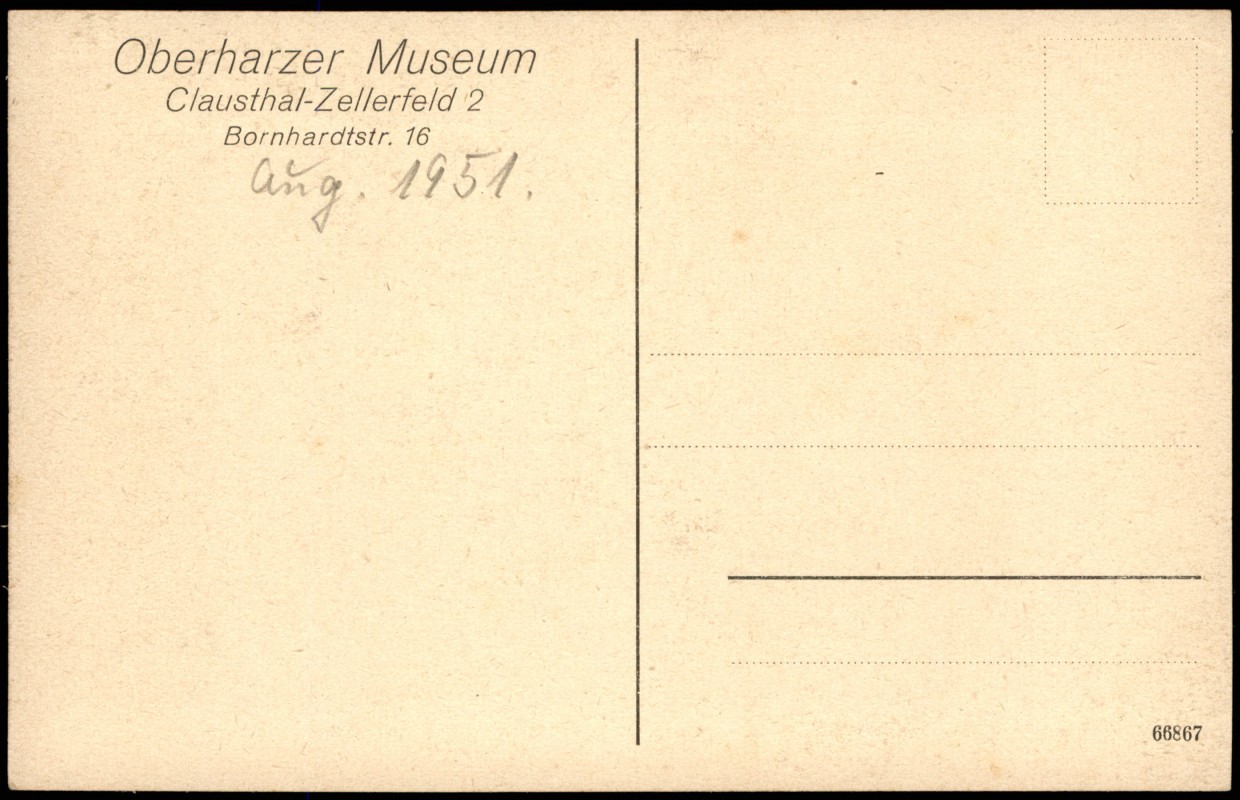 Oberharzer Museum
Clausthal-Zellerfeld 2
Bornhardtstr. 16
Aug. 1951.
66867